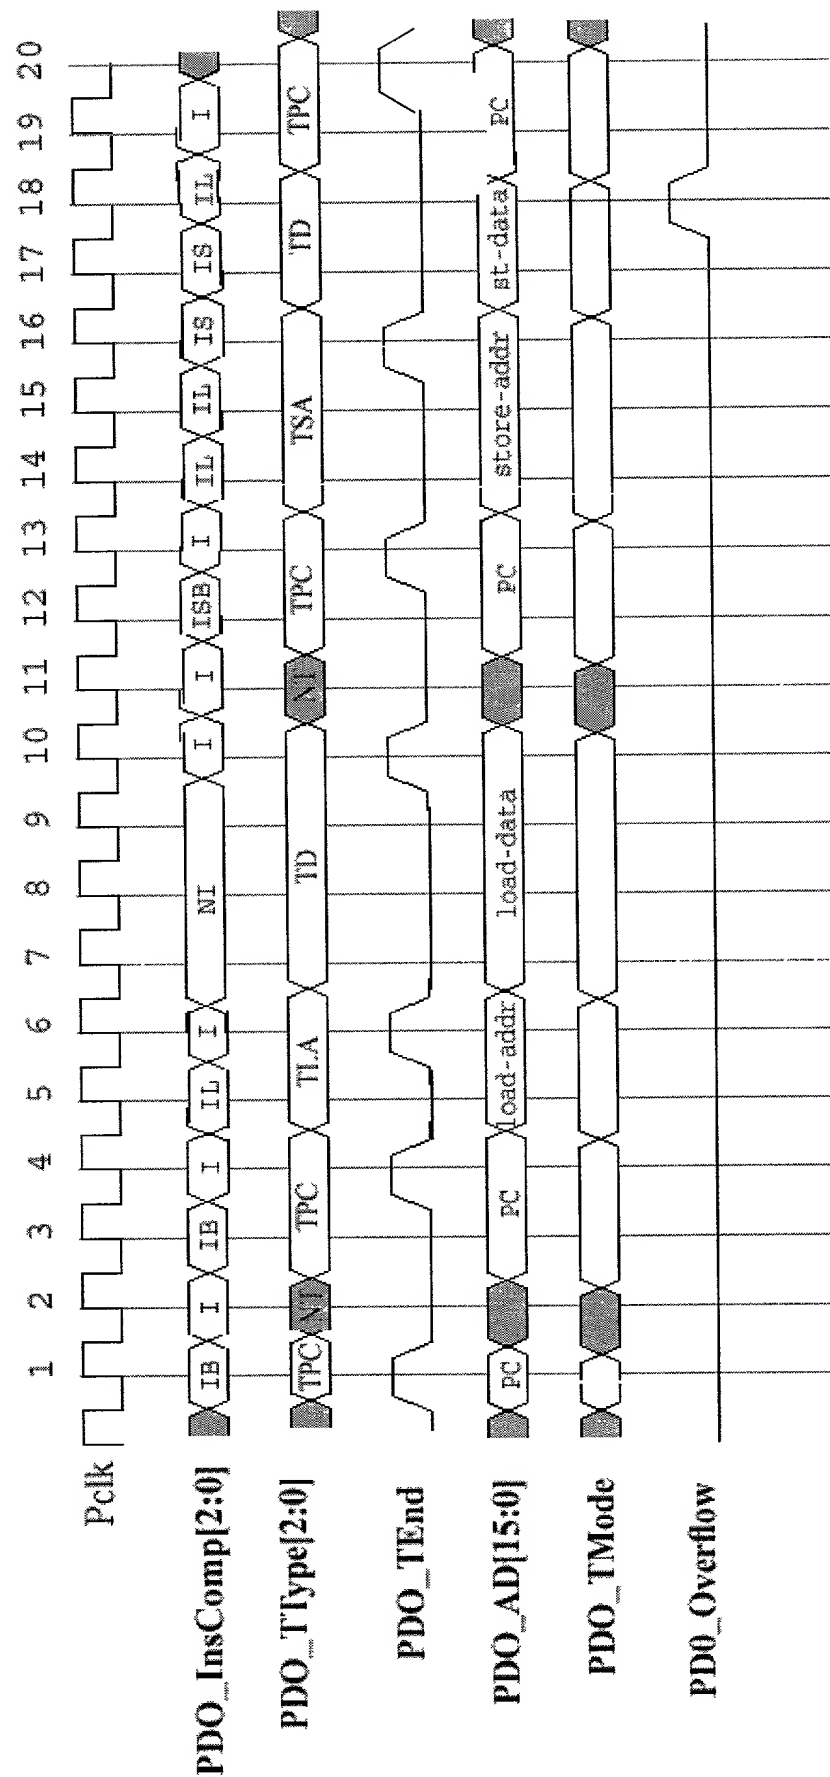 1 2 3 4 5 6 7 8 9 10 11 12 13 14 15 16 17 18 19 20
Pclk
PDO_InsComp[2:0] IB I IB I IL I NI I I ISB I IL IL IS IS IL I
PDO_TType[2:0] TPC NT TPC TLA TD NT TPC TSA TD TPC
PDO_TEnd
PDO_AD[15:0] PC PC load-addr load-data PC store-addr st-data PC
PDO_TMode
PD0_Overflow